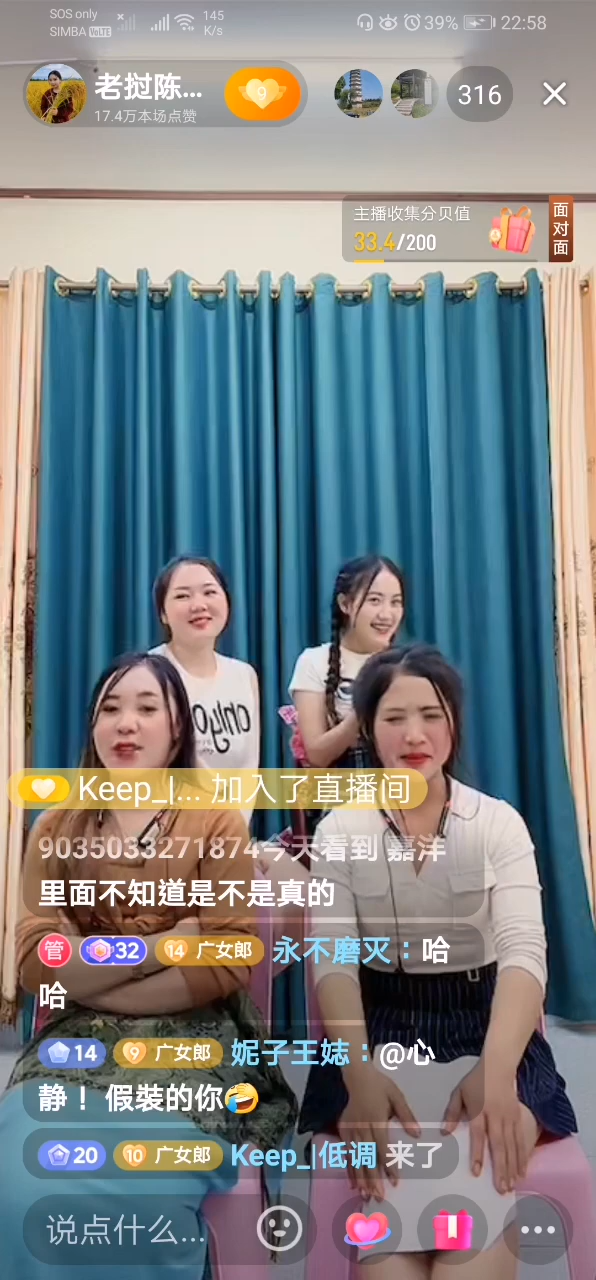 SOS only
SIMBA VoLTE
145
K/s
39%
22:58
老挝陈...
17.4万本场点赞
9
316
主播收集分贝值
33.4/200
面对面
only
Keep_|... 加入了直播间
9035033271874今天看到 嘉洋
里面不知道是不是真的
管 32 14 广女郎 永不磨灭：哈
哈
14 9 广女郎 妮子王婊：@心
静！ 假装的你🤣
20 10 广女郎 Keep_|低调 来了
说点什么...